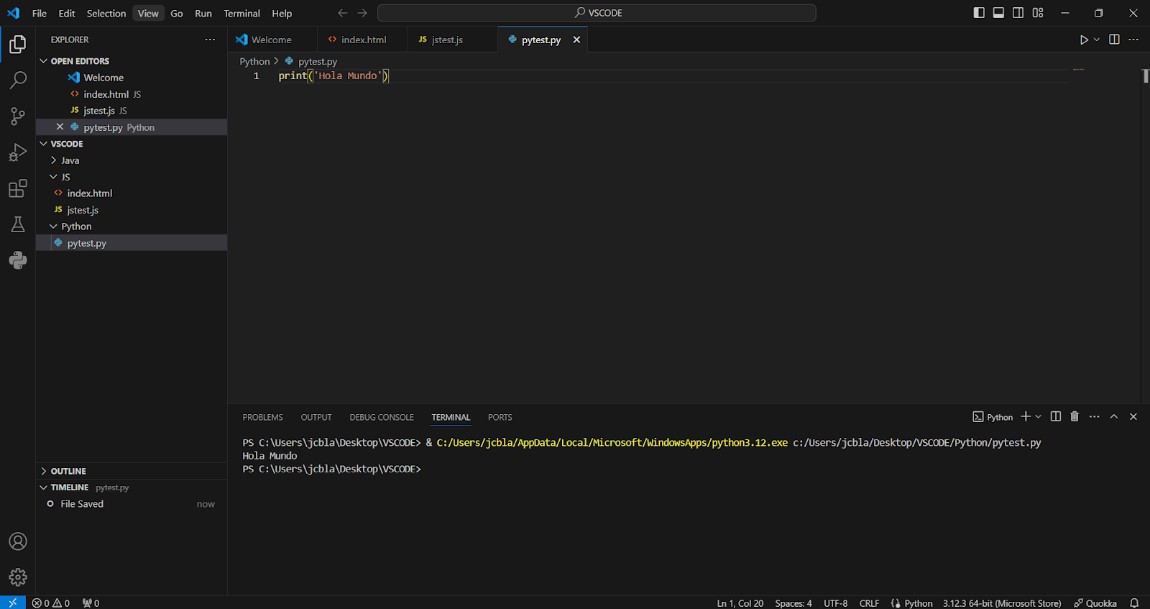 File Edit Selection View Go Run Terminal Help
VSCODE
EXPLORER
OPEN EDITORS
Welcome
index.html JS
JS jstest.js JS
pytest.py Python
VSCODE
Java
JS
index.html
JS jstest.js
Python
pytest.py
OUTLINE
TIMELINE pytest.py
File Saved now
Welcome
index.html
JS jstest.js
pytest.py
Python > pytest.py
1 print('Hola Mundo')
PROBLEMS OUTPUT DEBUG CONSOLE TERMINAL PORTS
Python
PS C:\Users\jcbla\Desktop\VSCODE> & C:/Users/jcbla/AppData/Local/Microsoft/WindowsApps/python3.12.exe c:/Users/jcbla/Desktop/VSCODE/Python/pytest.py
Hola Mundo
PS C:\Users\jcbla\Desktop\VSCODE>
0 0 0
Ln 1, Col 20 Spaces: 4 UTF-8 CRLF Python 3.12.3 64-bit (Microsoft Store) Quokka